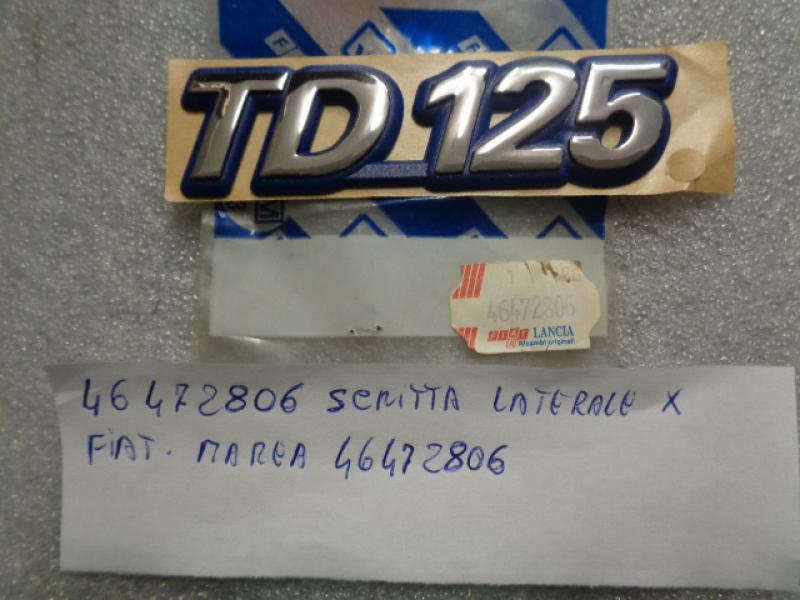 TD 125
46472806
FIAT LANCIA
Ricambi originali
46472806 SCRITTA LATERALE X
FIAT. MAREA 46472806